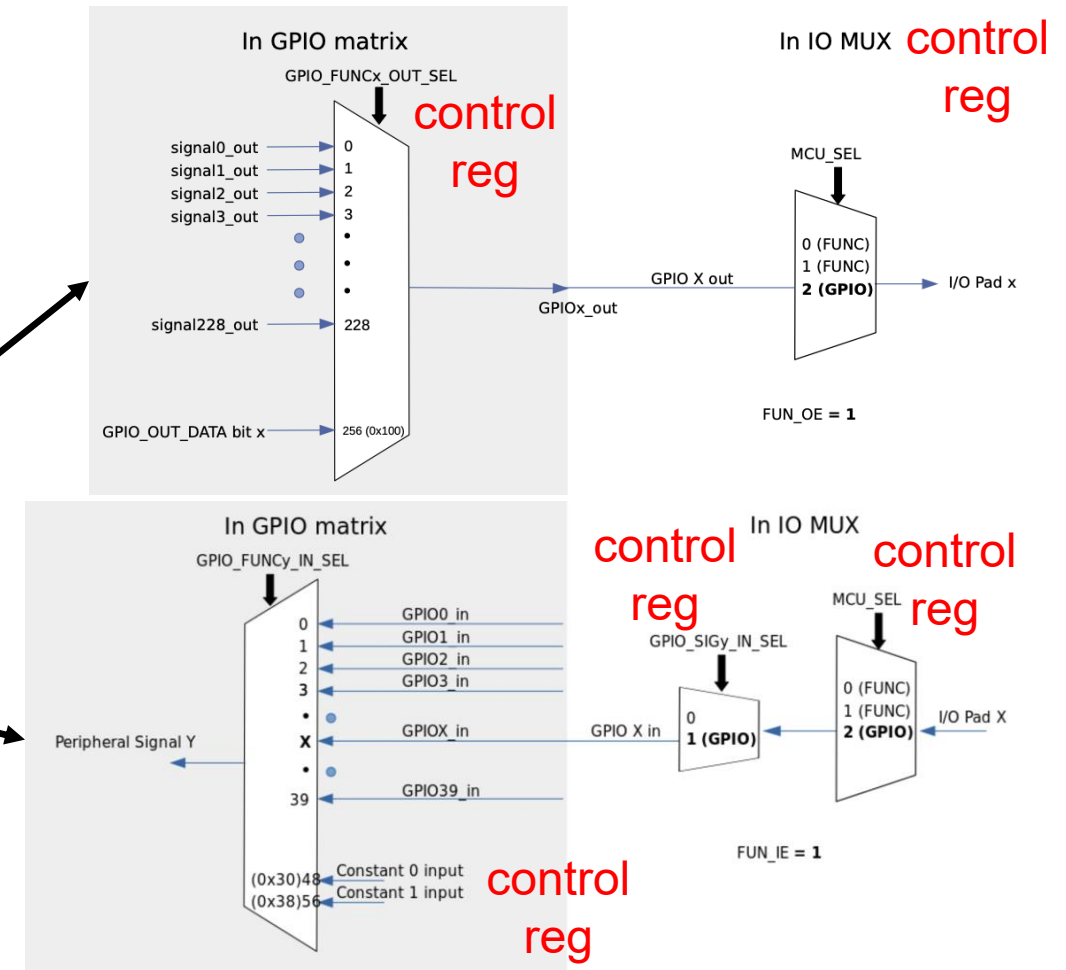 In GPIO matrix
In IO MUX
control
reg
GPIO_FUNCx_OUT_SEL
control
reg
MCU_SEL
signal0_out
0
signal1_out
1
signal2_out
2
signal3_out
3
signal228_out
228
GPIO_OUT_DATA bit x
256 (0x100)
GPIOx_out
GPIO X out
0 (FUNC)
1 (FUNC)
2 (GPIO)
I/O Pad x
FUN_OE = 1
In GPIO matrix
In IO MUX
control
reg
control
reg
GPIO_FUNCy_IN_SEL
GPIO_SIGy_IN_SEL
MCU_SEL
0
GPIO0_in
1
GPIO1_in
2
GPIO2_in
3
GPIO3_in
Peripheral Signal Y
X
GPIOX_in
GPIO X in
0
1 (GPIO)
0 (FUNC)
1 (FUNC)
2 (GPIO)
I/O Pad X
39
GPIO39_in
FUN_IE = 1
(0x30)48
Constant 0 input
(0x38)56
Constant 1 input
control
reg